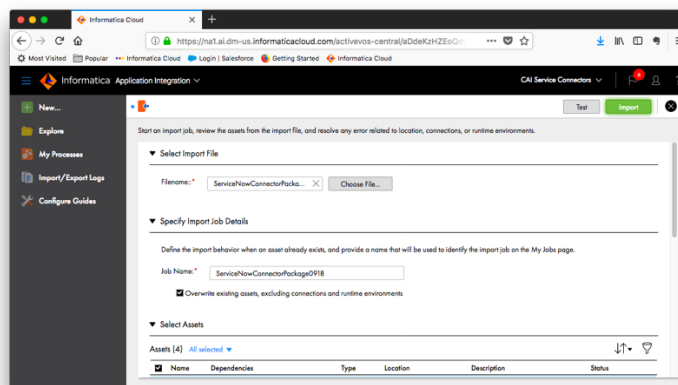 Informatica Cloud
https://na1.ai.dm-us.informaticacloud.com/activevos-central/aDdeKzHZEoQ
Most Visited Popular Informatica Cloud Login | Salesforce Getting Started Informatica Cloud
Informatica Application Integration CAI Service Connectors
New...
Test Import
Start an import job, review the assets from the import file, and resolve any error related to location, connections, or runtime environments.
Explore
My Processes
Import/Export Logs
Configure Guides
Select Import File
Filename:* ServiceNowConnectorPacka... Choose File...
Specify Import Job Details
Define the import behavior when an asset already exists, and provide a name that will be used to identify the import job on the My Jobs page.
Job Name:* ServiceNowConnectorPackage0918
Overwrite existing assets, excluding connections and runtime environments
Select Assets
Assets (4) All selected
Name Dependencies Type Location Description Status